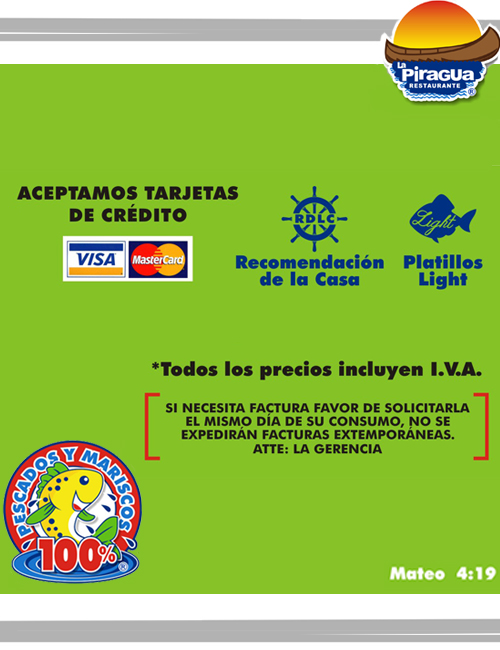 La
Piragua
RESTAURANTE ®
ACEPTAMOS TARJETAS
DE CRÉDITO
VISA
MasterCard
RDLC
Recomendación
de la Casa
Light
Platillos
Light
*Todos los precios incluyen I.V.A.
SI NECESITA FACTURA FAVOR DE SOLICITARLA
EL MISMO DÍA DE SU CONSUMO, NO SE
EXPEDIRÁN FACTURAS EXTEMPORÁNEAS.
ATTE: LA GERENCIA
PESCADOS Y MARISCOS
100% ®
Mateo 4:19